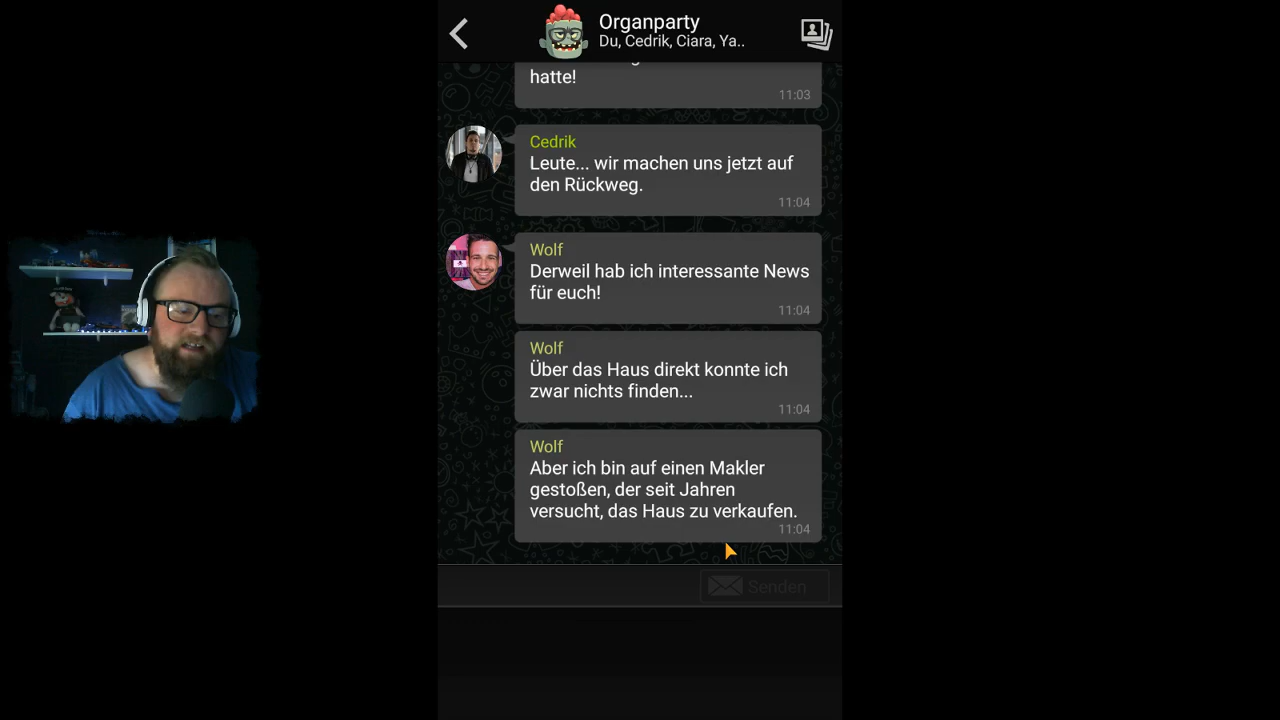 Organparty
Du, Cedrik, Ciara, Ya..
hatte!
11:03
Cedrik
Leute... wir machen uns jetzt auf
den Rückweg.
11:04
Wolf
Derweil hab ich interessante News
für euch!
11:04
Wolf
Über das Haus direkt konnte ich
zwar nichts finden...
11:04
Wolf
Aber ich bin auf einen Makler
gestoßen, der seit Jahren
versucht, das Haus zu verkaufen.
11:04
Senden